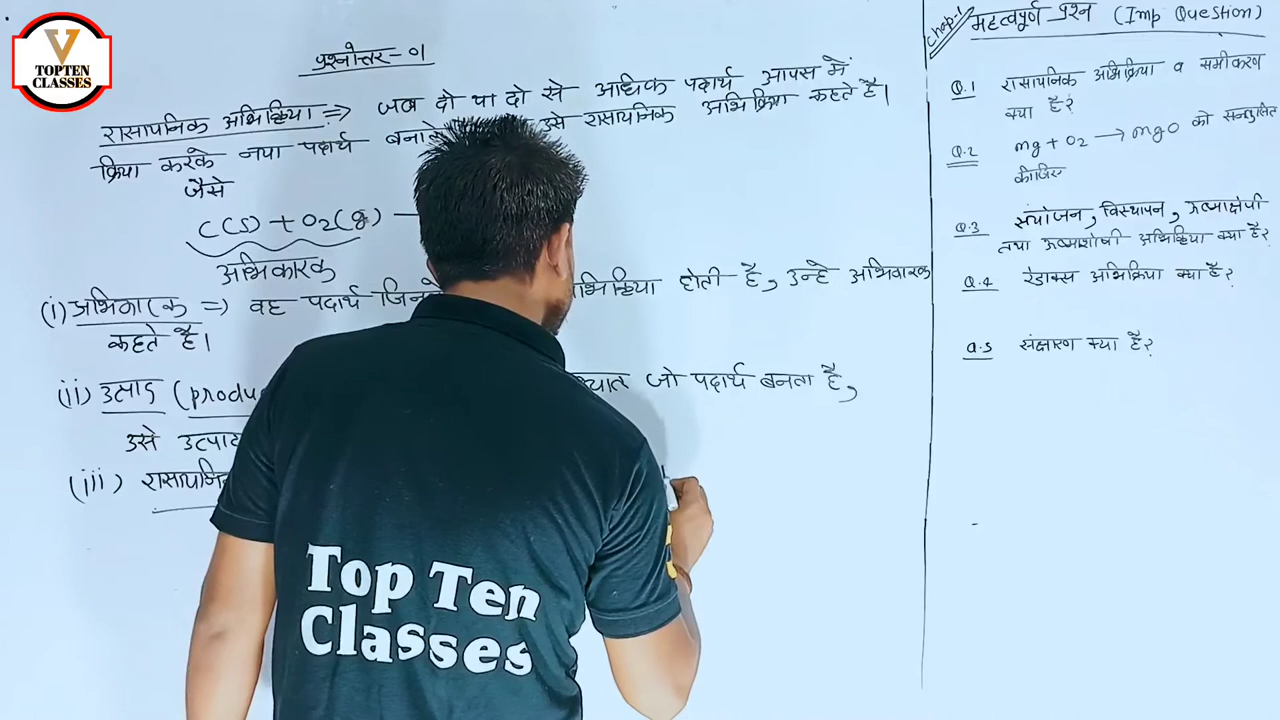 V
TOPTEN
CLASSES
प्रश्नोत्तर-01
रासायनिक अभिक्रिया ⇒ जब दो या दो से अधिक पदार्थ आपस में
क्रिया करके नया पदार्थ बनाते उसे रासायनिक अभिक्रिया कहते है।
जैसे
C(S) + O2(g) —
अभिकारक
(i) अभिकारक ⇒ वह पदार्थ होती है, उन्हे अभिकारक
कहते है।
(ii) उत्पाद (produ जो पदार्थ बनता है,
उसे उत्पाद
(iii) रासायनि
Top Ten
Classes
Chap-1
महत्वपूर्ण प्रश्न (Imp Question)
Q.1 रासायनिक अभिक्रिया व समीकरण
क्या है?
Q.2 mg + O2 → mgO को सन्तुलित
कीजिए
Q.3 संयोजन, विस्थापन, ऊष्माक्षेपी
तथा ऊष्माशोषी अभिक्रिया क्या है?
Q.4 रेडाक्स अभिक्रिया क्या है?
Q.5 संक्षारण क्या है?